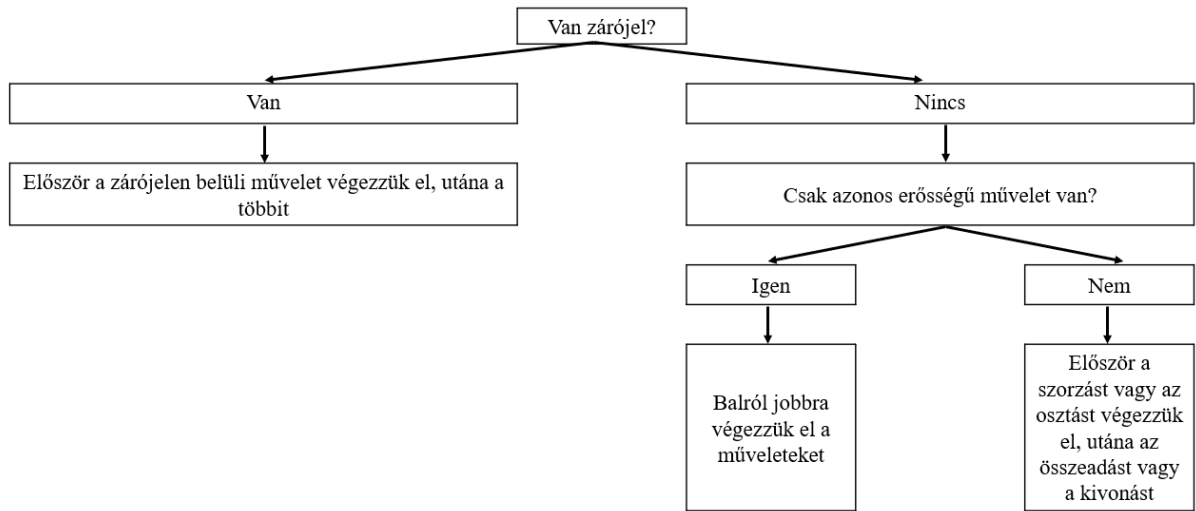 Van zárójel?
Van
Nincs
Először a zárójelen belüli művelet végezzük el, utána a
többit
Csak azonos erősségű művelet van?
Igen
Nem
Balról jobbra
végezzük el a
műveleteket
Először a
szorzást vagy az
osztást végezzük
el, utána az
összeadást vagy
a kivonást